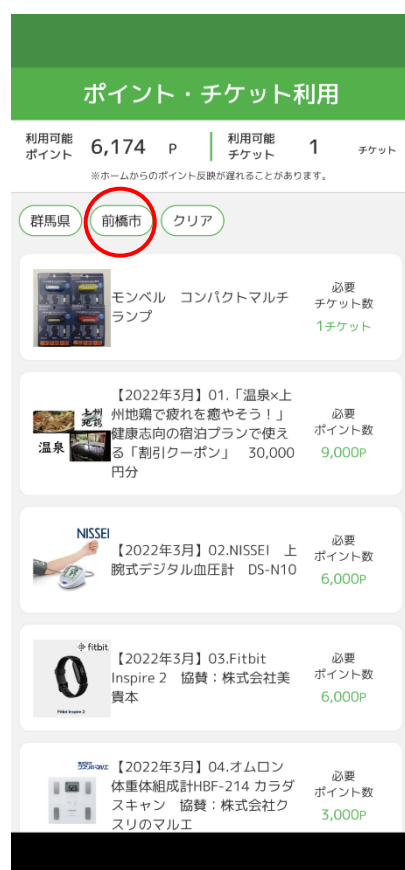 ポイント・チケット利用
利用可能
ポイント
6,174 P
利用可能
チケット
1 チケット
※ホームからのポイント反映が遅れることがあります。
群馬県
前橋市
クリア
モンベル　コンパクトマルチ
ランプ
必要
チケット数
1チケット
上州
地鶏
温泉
【2022年3月】01.「温泉×上
州地鶏で疲れを癒やそう！」
健康志向の宿泊プランで使え
る「割引クーポン」　30,000
円分
必要
ポイント数
9,000P
NISSEI
【2022年3月】02.NISSEI　上
腕式デジタル血圧計　DS-N10
必要
ポイント数
6,000P
fitbit
Fitbit Inspire 2
【2022年3月】03.Fitbit
Inspire 2　協賛：株式会社美
貴本
必要
ポイント数
6,000P
【2022年3月】04.オムロン
体重体組成計HBF-214 カラダ
スキャン　協賛：株式会社ク
スリのマルエ
必要
ポイント数
3,000P